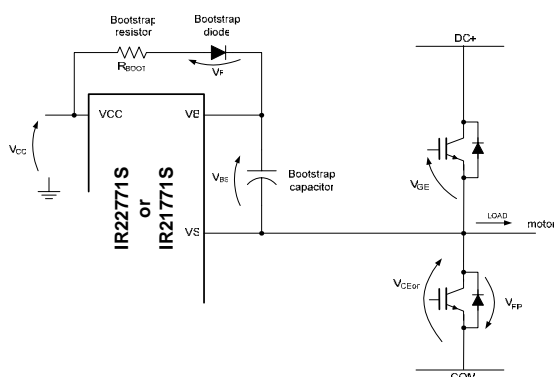 Bootstrap
resistor
Bootstrap
diode
DC+
RBOOT
VF
VCC
VB
VCC
VBS
Bootstrap
capacitor
IR22771S
or
IR21771S
VGE
VS
LOAD
motor
VCEon
VFP
COM